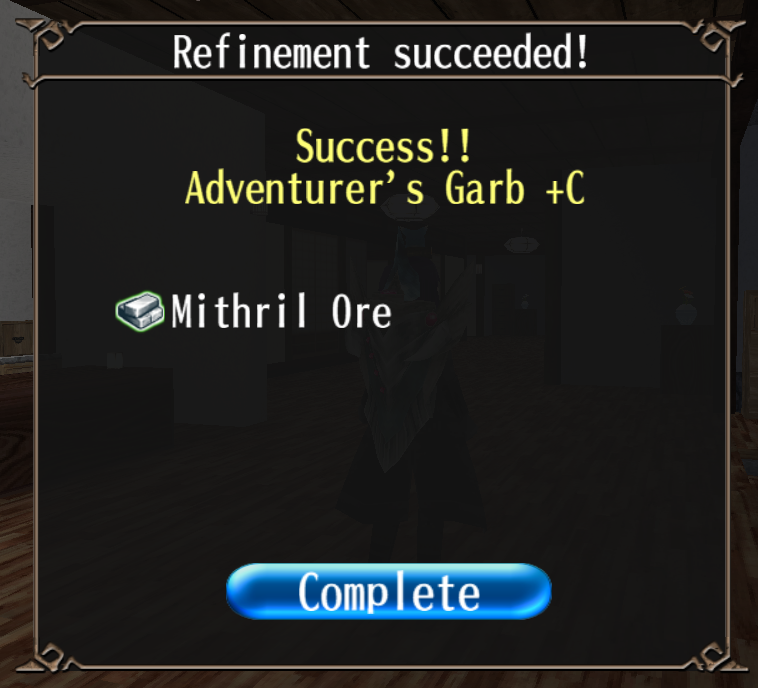 Refinement succeeded!
Success!!
Adventurer's Garb +C
Mithril Ore
Complete